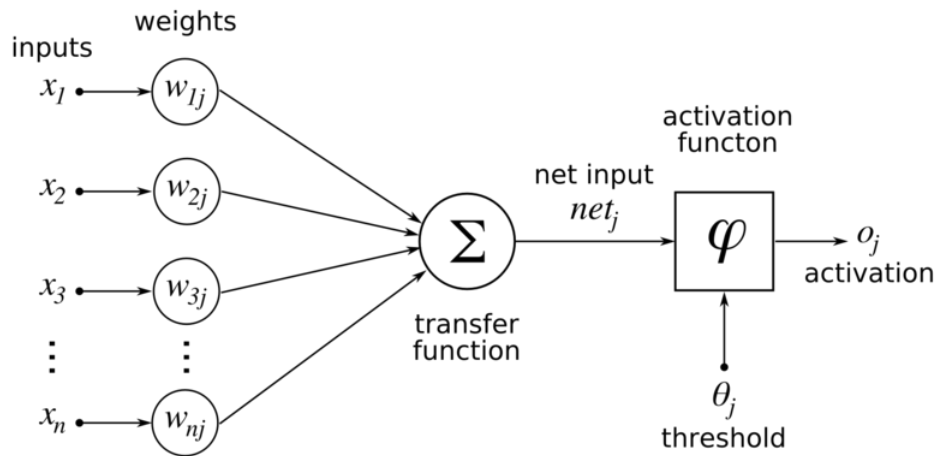 weights
inputs
x₁
w₁ⱼ
activation
functon
x₂
w₂ⱼ
net input
netⱼ
Σ
φ
oⱼ
activation
x₃
w₃ⱼ
transfer
function
⋮ ⋮
θⱼ
threshold
xₙ
wₙⱼ